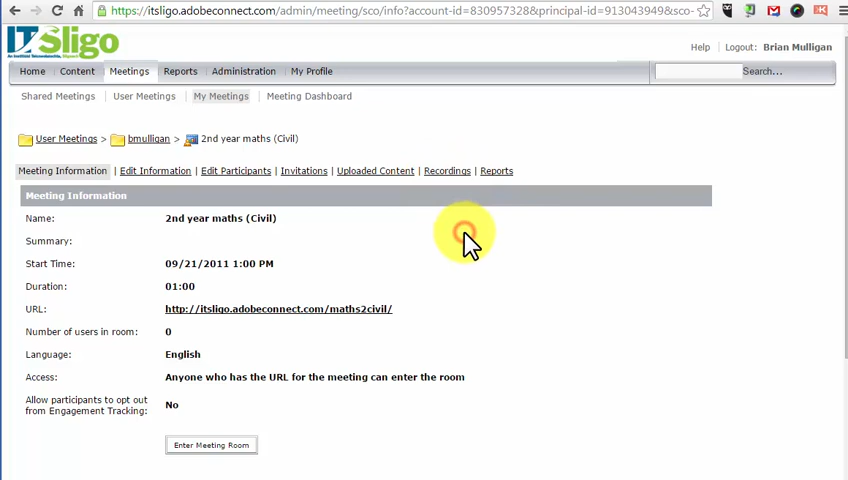 https://itsligo.adobeconnect.com/admin/meeting/sco/info?account-id=830957328&principal-id=913043949&sco-
ITSligo
Help | Logout: Brian Mulligan
Home Content Meetings Reports Administration My Profile Search...
Shared Meetings User Meetings My Meetings Meeting Dashboard
User Meetings > bmulligan > 2nd year maths (Civil)
Meeting Information | Edit Information | Edit Participants | Invitations | Uploaded Content | Recordings | Reports
Meeting Information
Name: 2nd year maths (Civil)
Summary:
Start Time: 09/21/2011 1:00 PM
Duration: 01:00
URL: http://itsligo.adobeconnect.com/maths2civil/
Number of users in room: 0
Language: English
Access: Anyone who has the URL for the meeting can enter the room
Allow participants to opt out
from Engagement Tracking: No
Enter Meeting Room